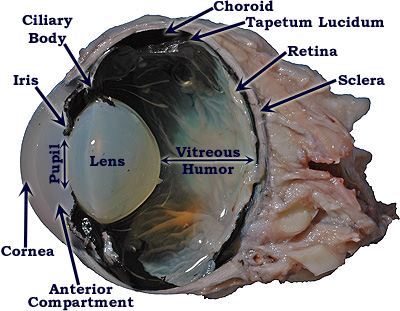 Choroid
Ciliary
Body
Tapetum Lucidum
Retina
Iris
Sclera
Pupil
Lens
Vitreous
Humor
Cornea
Anterior
Compartment